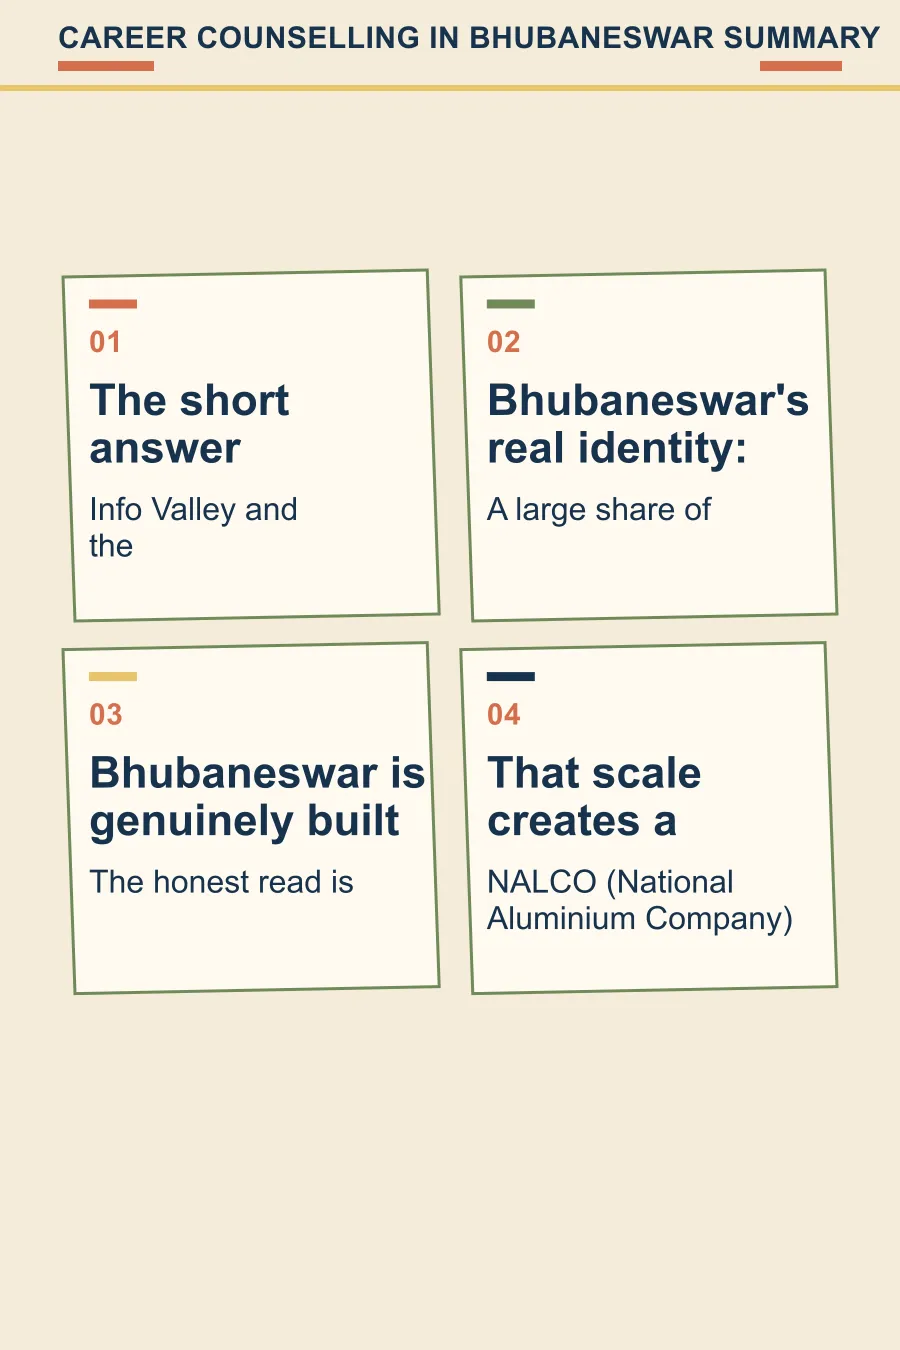 CAREER COUNSELLING IN BHUBANESWAR SUMMARY
01
The short
answer
Info Valley and
the
02
Bhubaneswar's
real identity:
A large share of
03
Bhubaneswar is
genuinely built
The honest read is
04
That scale
creates a
NALCO (National
Aluminium Company)